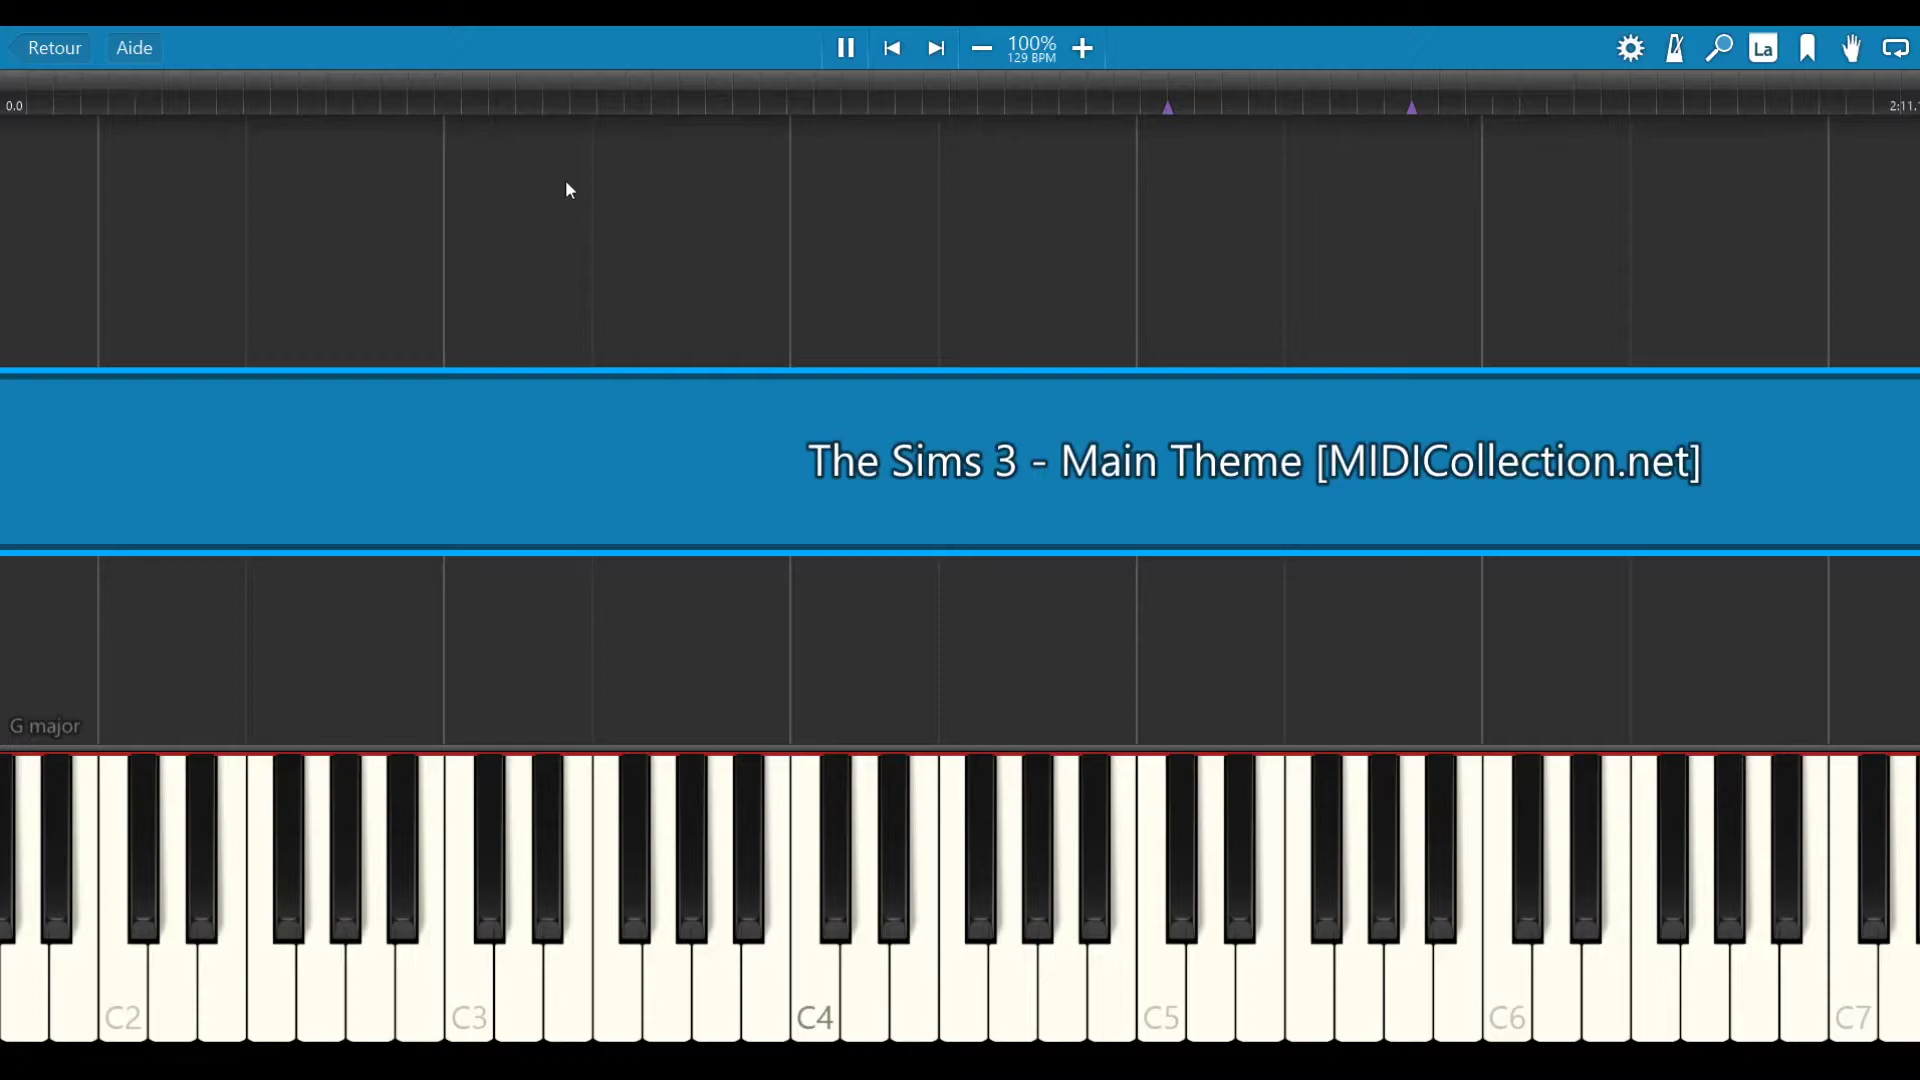 Retour Aide 100% La
129 BPM
0.0 2:11.
The Sims 3 - Main Theme [MIDICollection.net]
G major
C2 C3 C4 C5 C6 C7